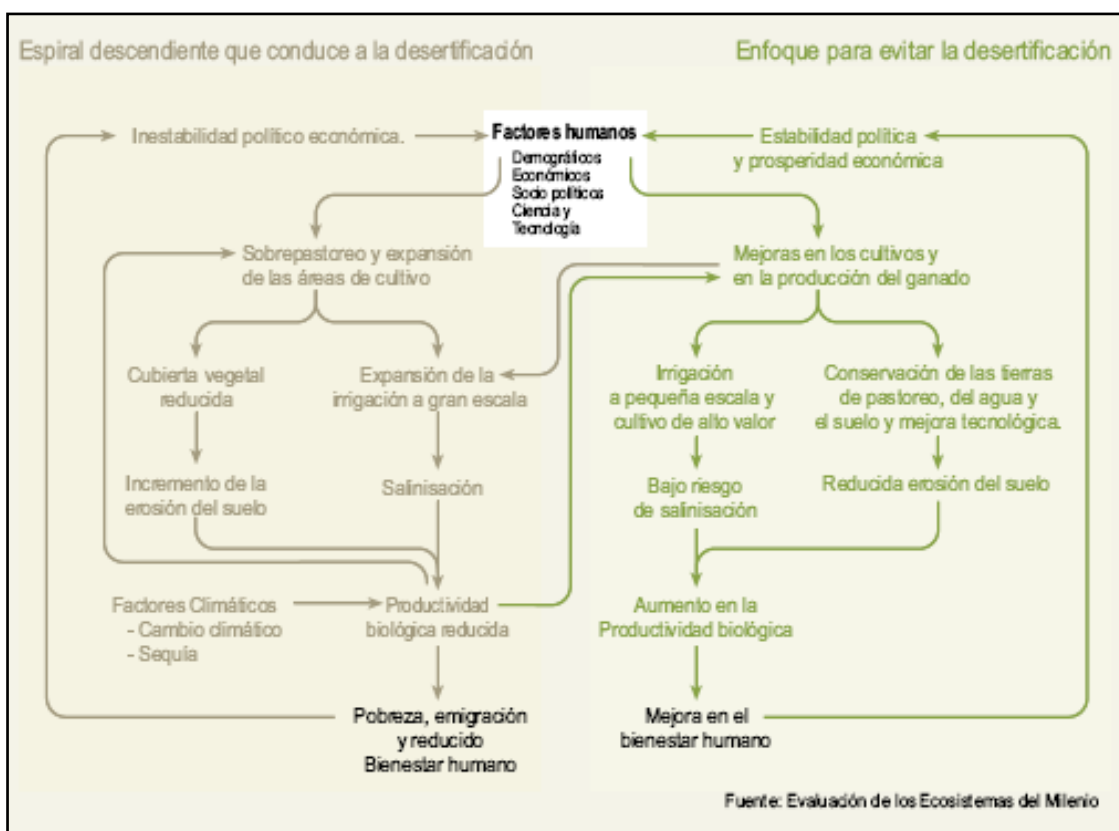 Espiral descendiente que conduce a la desertificación
Enfoque para evitar la desertificación
Inestabilidad político económica.
Factores humanos
Demográficos
Económicos
Socio políticos
Ciencia y
Tecnología
Estabilidad política
y prosperidad económica
Sobrepastoreo y expansión
de las áreas de cultivo
Mejoras en los cultivos y
en la producción del ganado
Cubierta vegetal
reducida
Expansión de la
irrigación a gran escala
Irrigación
a pequeña escala y
cultivo de alto valor
Conservación de las tierras
de pastoreo, del agua y
el suelo y mejora tecnológica.
Incremento de la
erosión del suelo
Salinisación
Bajo riesgo
de salinisación
Reducida erosión del suelo
Factores Climáticos
- Cambio climático
- Sequía
Productividad
biológica reducida
Aumento en la
Productividad biológica
Pobreza, emigración
y reducido
Bienestar humano
Mejora en el
bienestar humano
Fuente: Evaluación de los Ecosistemas del Milenio